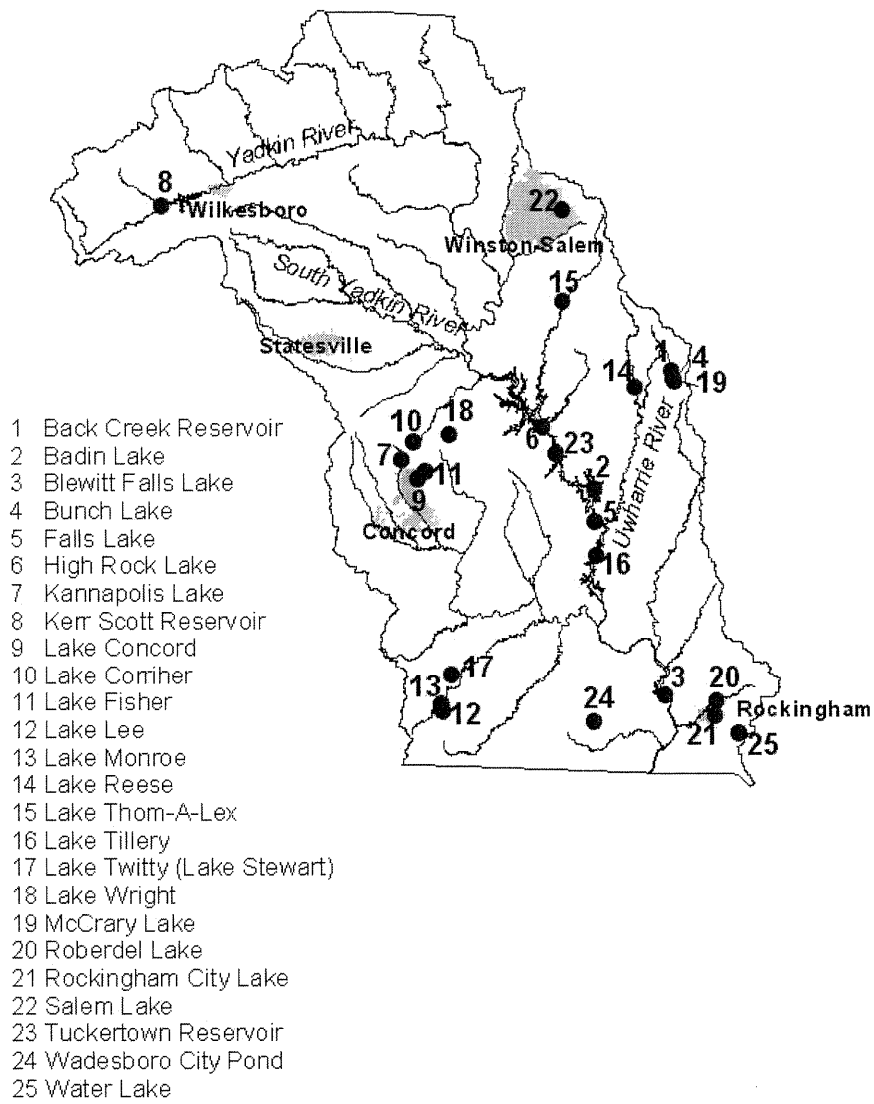 Yadkin River
8
Wilkesboro
22
Winston-Salem
South Yadkin River
15
Statesville
1
4
14
19
18
10
6
23
7
11
2
9
5
Uwharrie River
Concord
16
17
3
20
13
12
24
Rockingham
21
25
1 Back Creek Reservoir
2 Badin Lake
3 Blewitt Falls Lake
4 Bunch Lake
5 Falls Lake
6 High Rock Lake
7 Kannapolis Lake
8 Kerr Scott Reservoir
9 Lake Concord
10 Lake Corriher
11 Lake Fisher
12 Lake Lee
13 Lake Monroe
14 Lake Reese
15 Lake Thom-A-Lex
16 Lake Tillery
17 Lake Twitty (Lake Stewart)
18 Lake Wright
19 McCrary Lake
20 Roberdel Lake
21 Rockingham City Lake
22 Salem Lake
23 Tuckertown Reservoir
24 Wadesboro City Pond
25 Water Lake